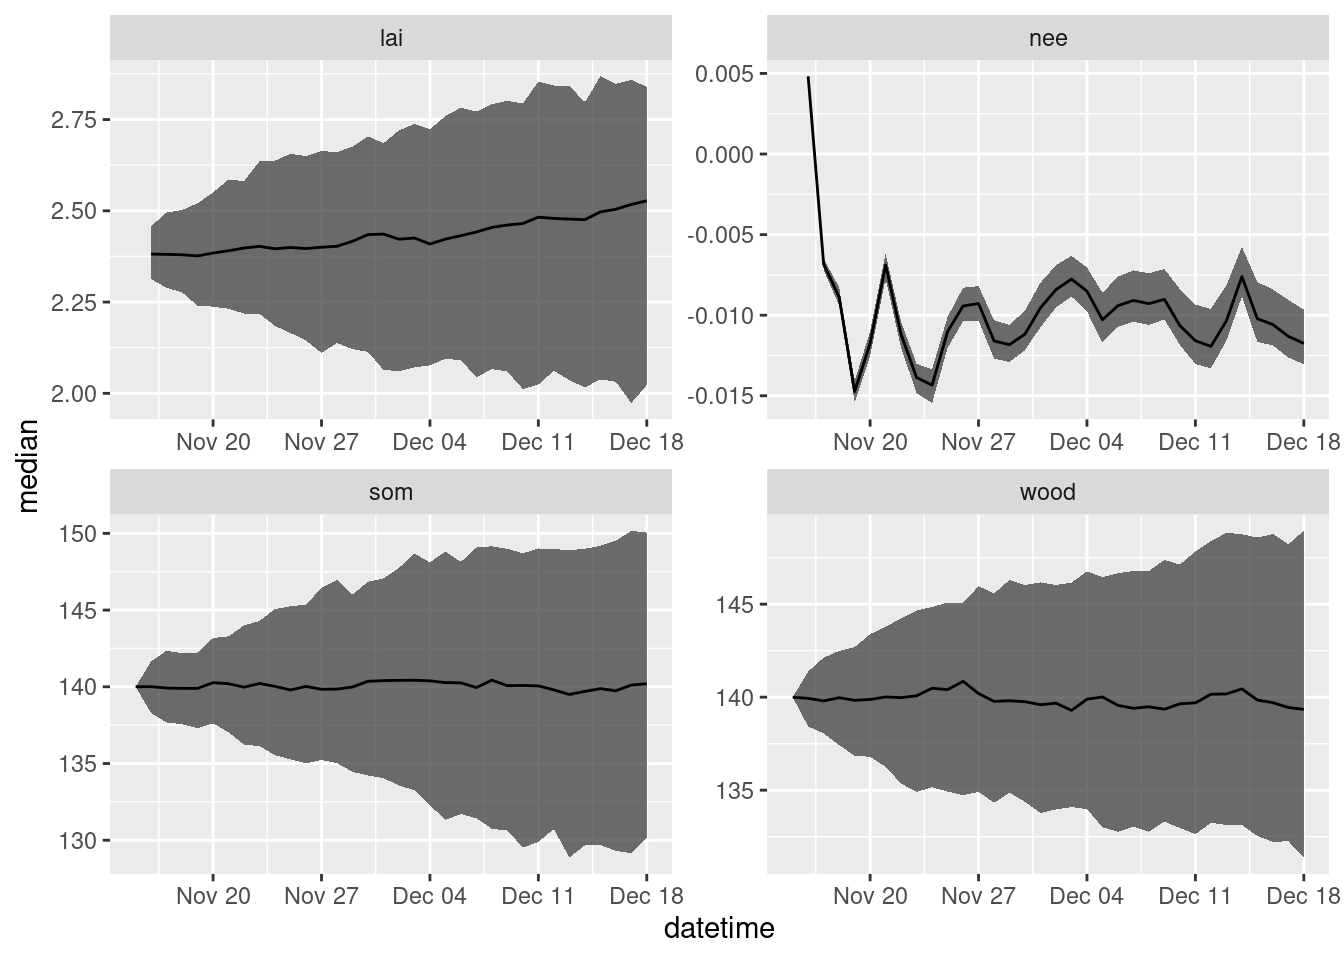 lai
nee
2.75
2.50
2.25
2.00
0.005
0.000
-0.005
-0.010
-0.015
Nov 20 Nov 27 Dec 04 Dec 11 Dec 18
Nov 20 Nov 27 Dec 04 Dec 11 Dec 18
median
som
wood
150
145
140
135
130
145
140
135
Nov 20 Nov 27 Dec 04 Dec 11 Dec 18
Nov 20 Nov 27 Dec 04 Dec 11 Dec 18
datetime